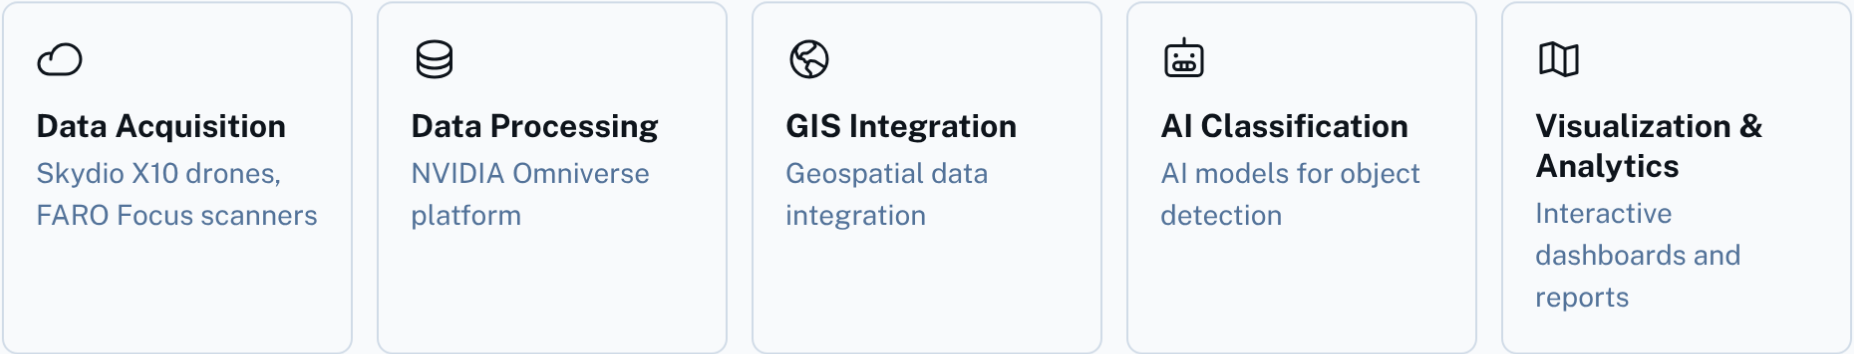 Data Acquisition
Skydio X10 drones,
FARO Focus scanners
Data Processing
NVIDIA Omniverse
platform
GIS Integration
Geospatial data
integration
AI Classification
AI models for object
detection
Visualization &
Analytics
Interactive
dashboards and
reports